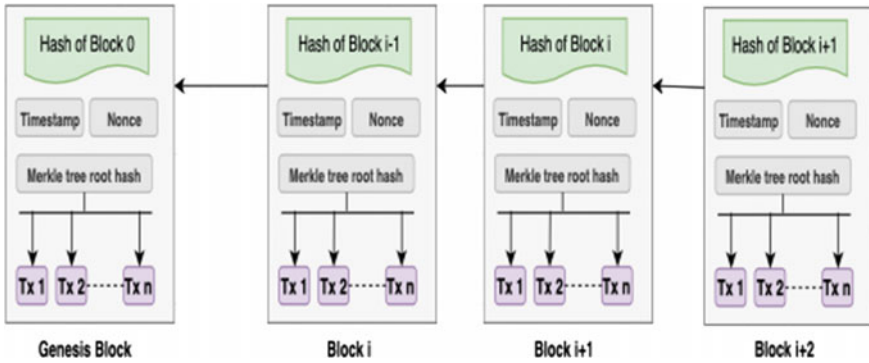 Hash of Block 0
Timestamp Nonce
Merkle tree root hash
Tx 1 Tx 2 Tx n
Genesis Block
Hash of Block i-1
Timestamp Nonce
Merkle tree root hash
Tx 1 Tx 2 Tx n
Block i
Hash of Block i
Timestamp Nonce
Merkle tree root hash
Tx 1 Tx 2 Tx n
Block i+1
Hash of Block i+1
Timestamp Nonce
Merkle tree root hash
Tx 1 Tx 2 Tx n
Block i+2